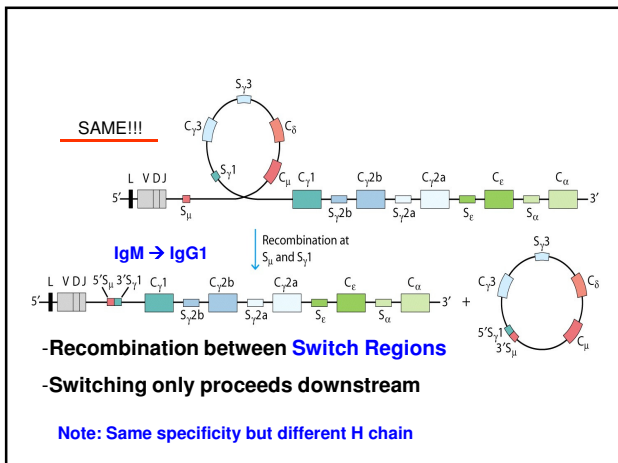 Sγ3
SAME!!!
Cγ3 Cδ
Sγ1 Cμ
L V D J Cγ1 Cγ2b Cγ2a Cε Cα
5′ Sμ Sγ2b Sγ2a Sε Sα 3′
IgM → IgG1
Recombination at
Sμ and Sγ1
Sγ3
L V D J 5′Sμ 3′Sγ1 Cγ1 Cγ2b Cγ2a Cε Cα Cγ3 Cδ
5′ Sγ2b Sγ2a Sε Sα 3′ +
5′Sγ1
3′Sμ Cμ
-Recombination between Switch Regions
-Switching only proceeds downstream
Note: Same specificity but different H chain